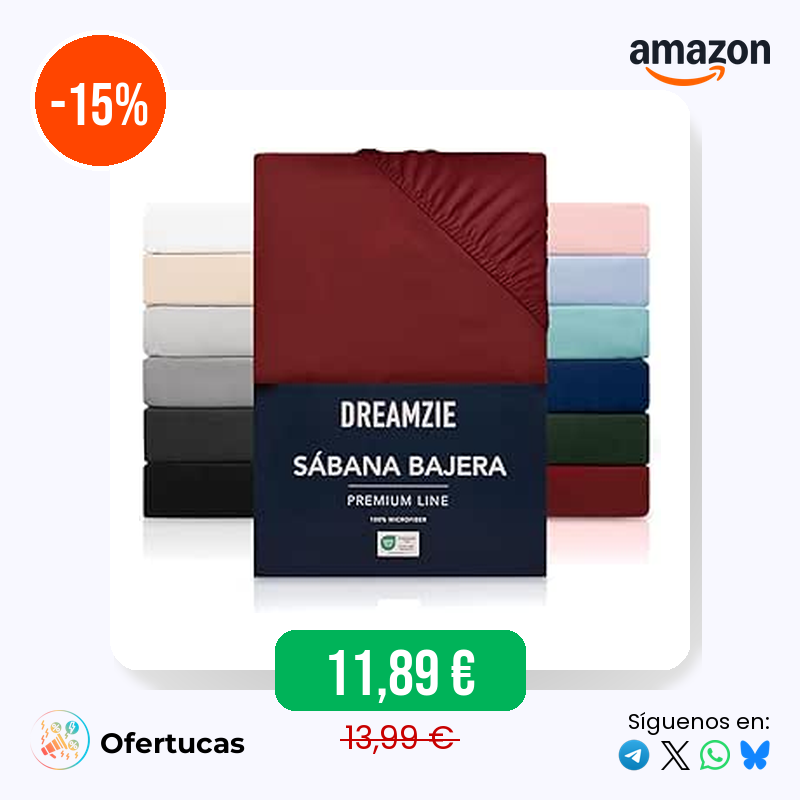 -15%
amazon
DREAMZIE
SÁBANA BAJERA
PREMIUM LINE
100% MICROFIBER
11,89 €
13,99 €
Ofertucas
Síguenos en: